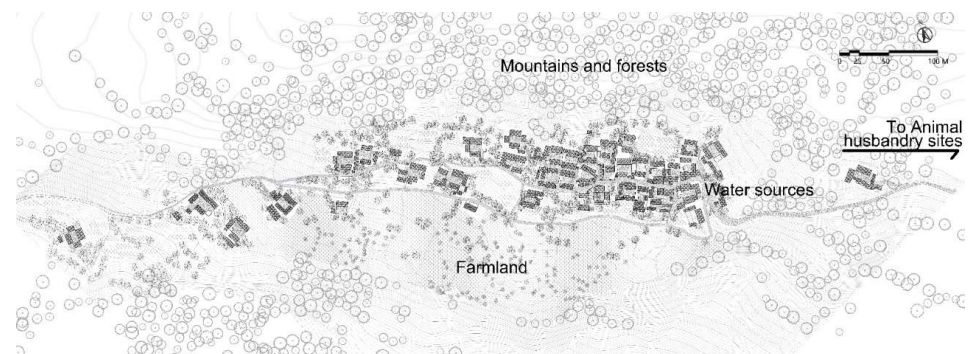 Mountains and forests
0 25 50 100 M
To Animal
husbandry sites
Water sources
Farmland